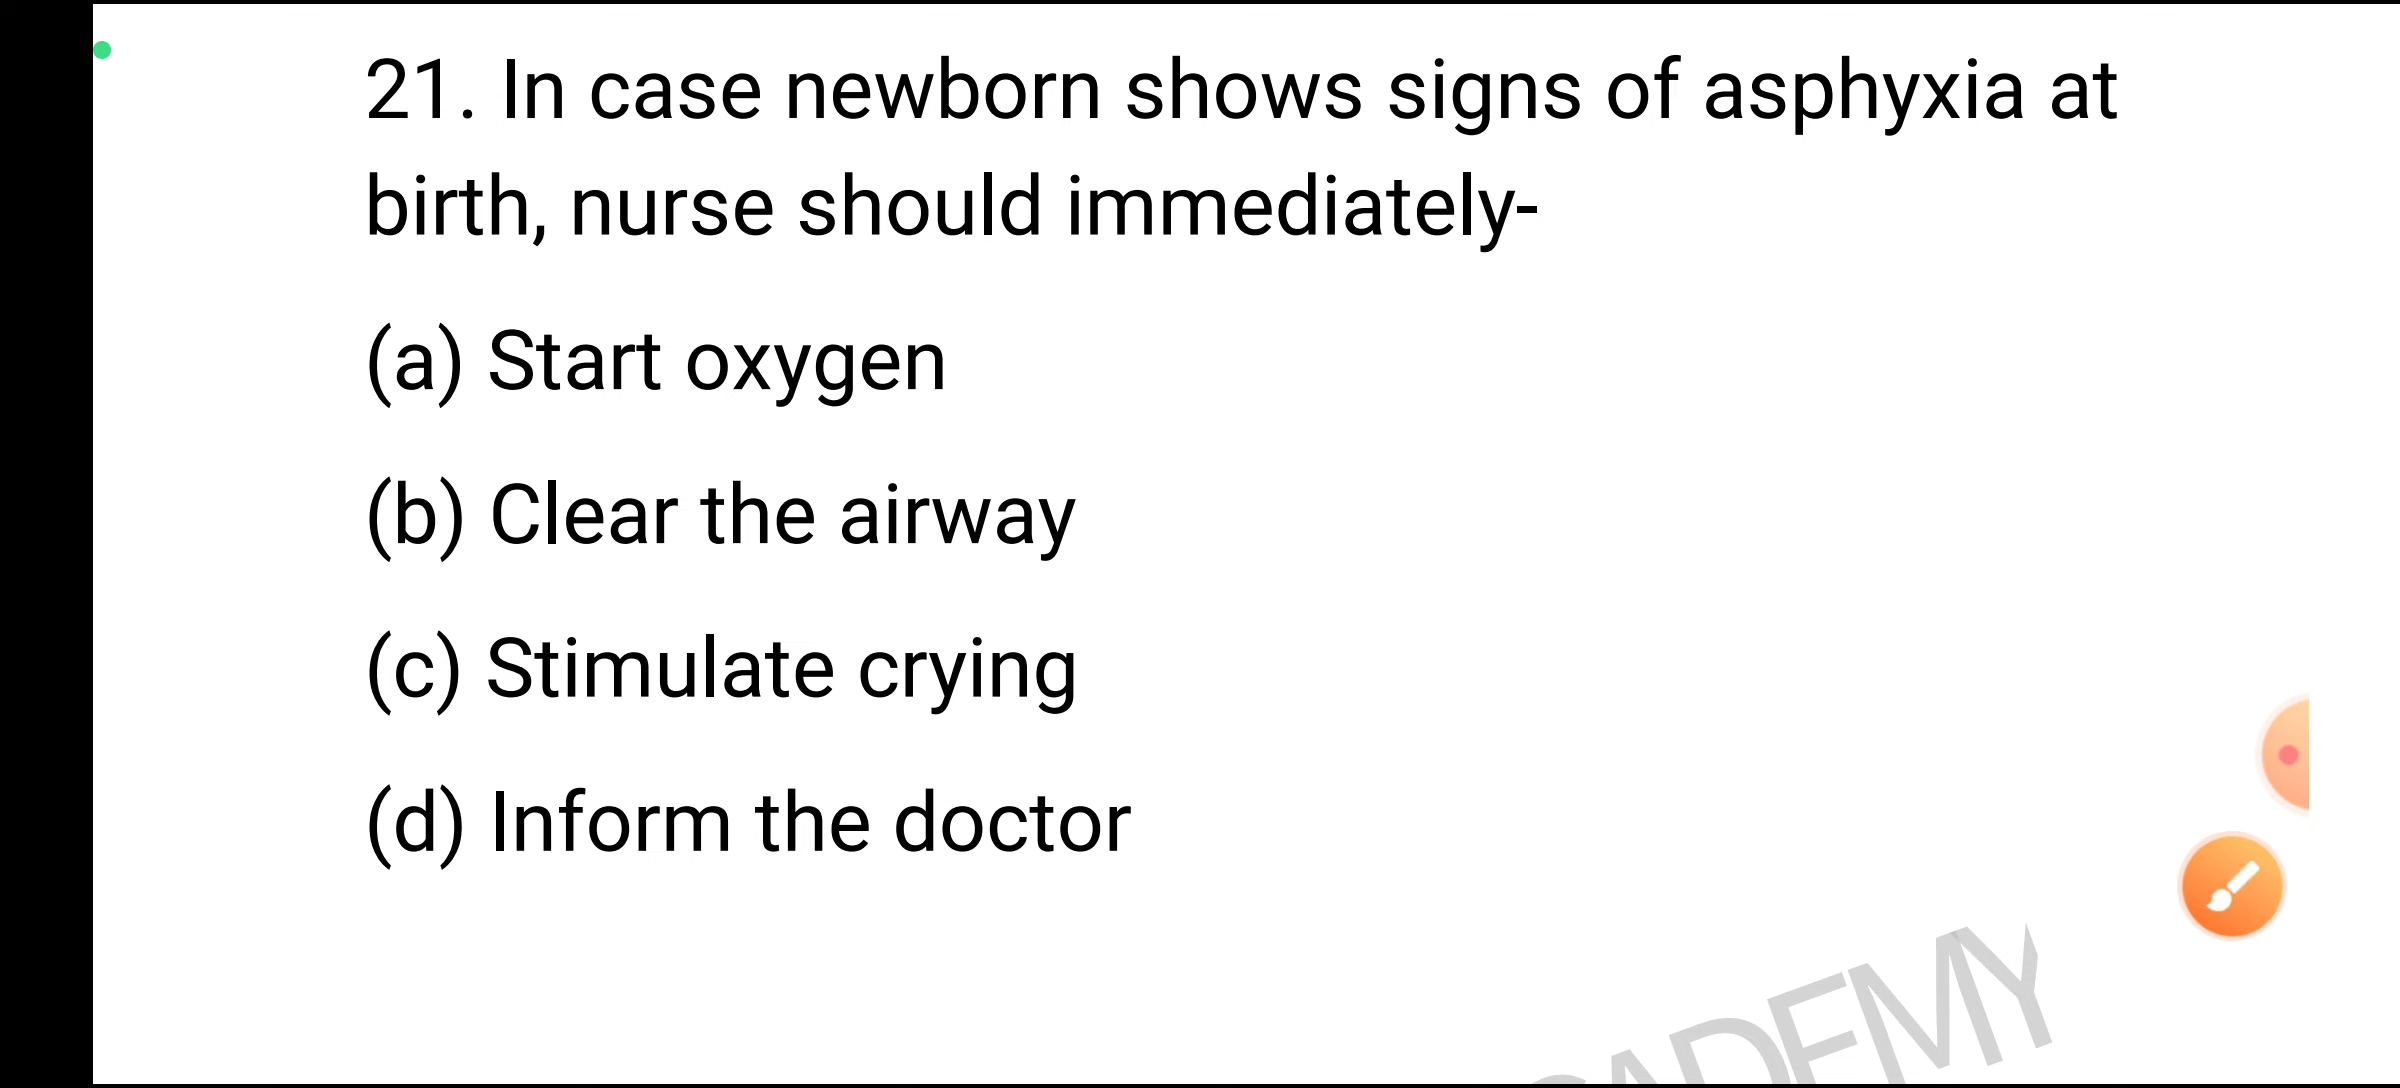 21. In case newborn shows signs of asphyxia at
birth, nurse should immediately-
(a) Start oxygen
(b) Clear the airway
(c) Stimulate crying
(d) Inform the doctor